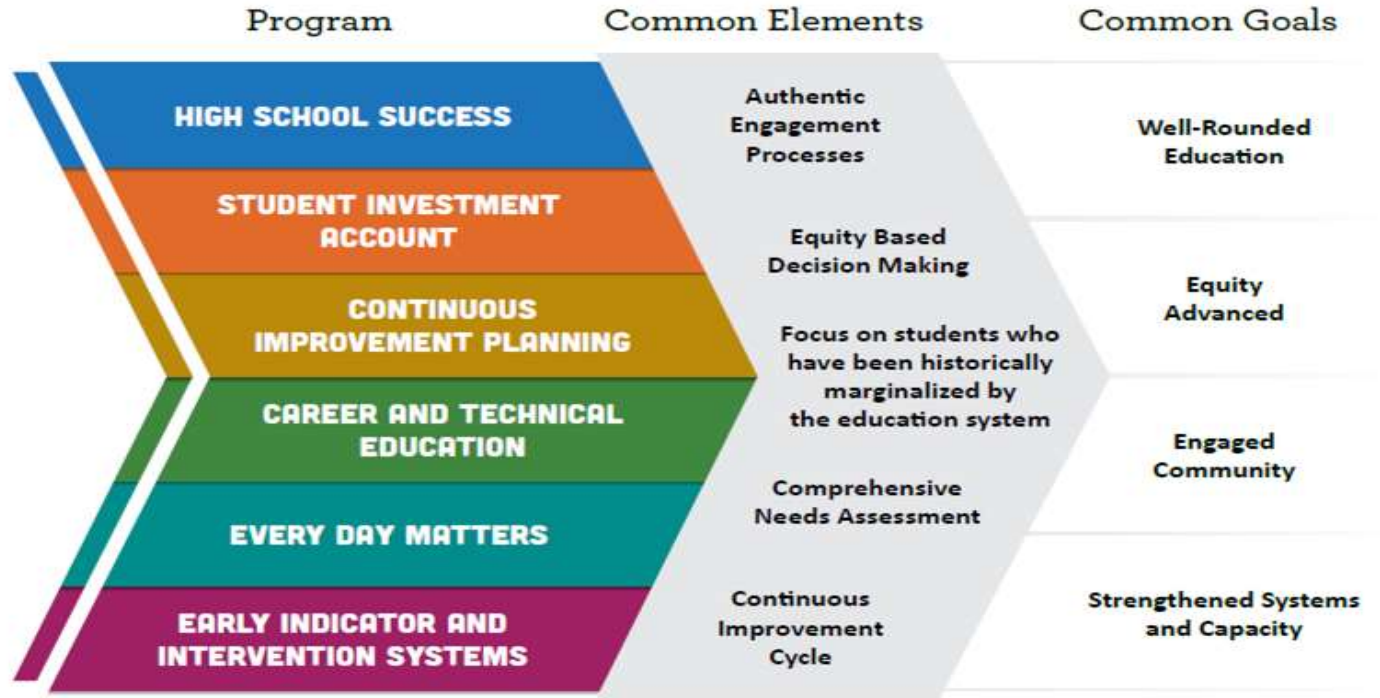 Program
Common Elements
Common Goals
HIGH SCHOOL SUCCESS
STUDENT INVESTMENT
ACCOUNT
CONTINUOUS
IMPROVEMENT PLANNING
CAREER AND TECHNICAL
EDUCATION
EVERY DAY MATTERS
EARLY INDICATOR AND
INTERVENTION SYSTEMS
Authentic
Engagement
Processes
Equity Based
Decision Making
Focus on students who
have been historically
marginalized by
the education system
Comprehensive
Needs Assessment
Continuous
Improvement
Cycle
Well-Rounded
Education
Equity
Advanced
Engaged
Community
Strengthened Systems
and Capacity